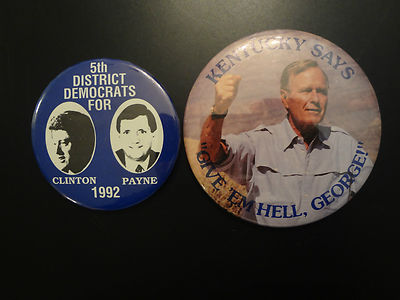 5th
DISTRICT
DEMOCRATS
FOR
CLINTON PAYNE
1992
KENTUCKY SAYS
"GIVE 'EM HELL, GEORGE!"